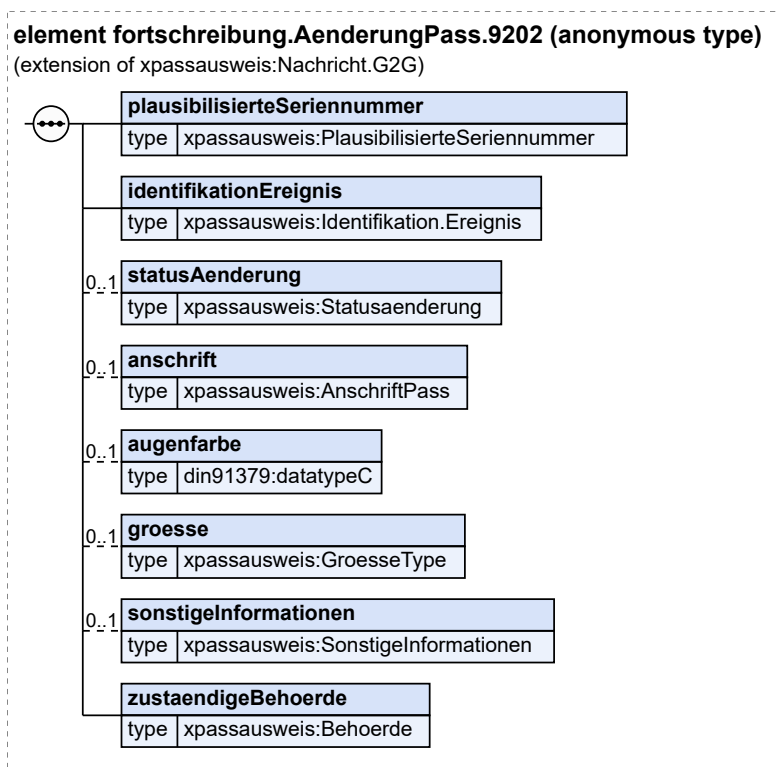 element fortschreibung.AenderungPass.9202 (anonymous type)
(extension of xpassausweis:Nachricht.G2G)
plausibilisierteSeriennummer
type xpassausweis:PlausibilisierteSeriennummer
identifikationEreignis
type xpassausweis:Identifikation.Ereignis
0..1 statusAenderung
type xpassausweis:Statusaenderung
0..1 anschrift
type xpassausweis:AnschriftPass
0..1 augenfarbe
type din91379:datatypeC
0..1 groesse
type xpassausweis:GroesseType
0..1 sonstigeInformationen
type xpassausweis:SonstigeInformationen
zustaendigeBehoerde
type xpassausweis:Behoerde